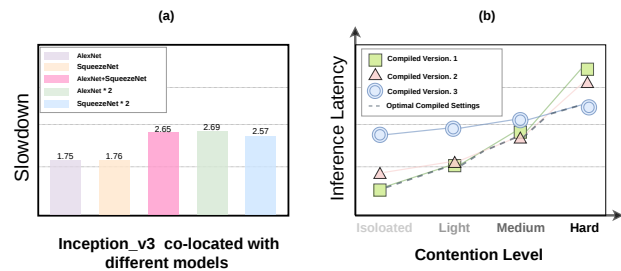 (a)
AlexNet
SqueezeNet
AlexNet+SqueezeNet
AlexNet * 2
SqueezeNet * 2
Slowdown
1.75
1.76
2.65
2.69
2.57
Inception_v3 co-located with
different models
(b)
Compiled Version. 1
Compiled Version. 2
Compiled Version. 3
Optimal Compiled Settings
Inference Latency
Isoloated
Light
Medium
Hard
Contention Level